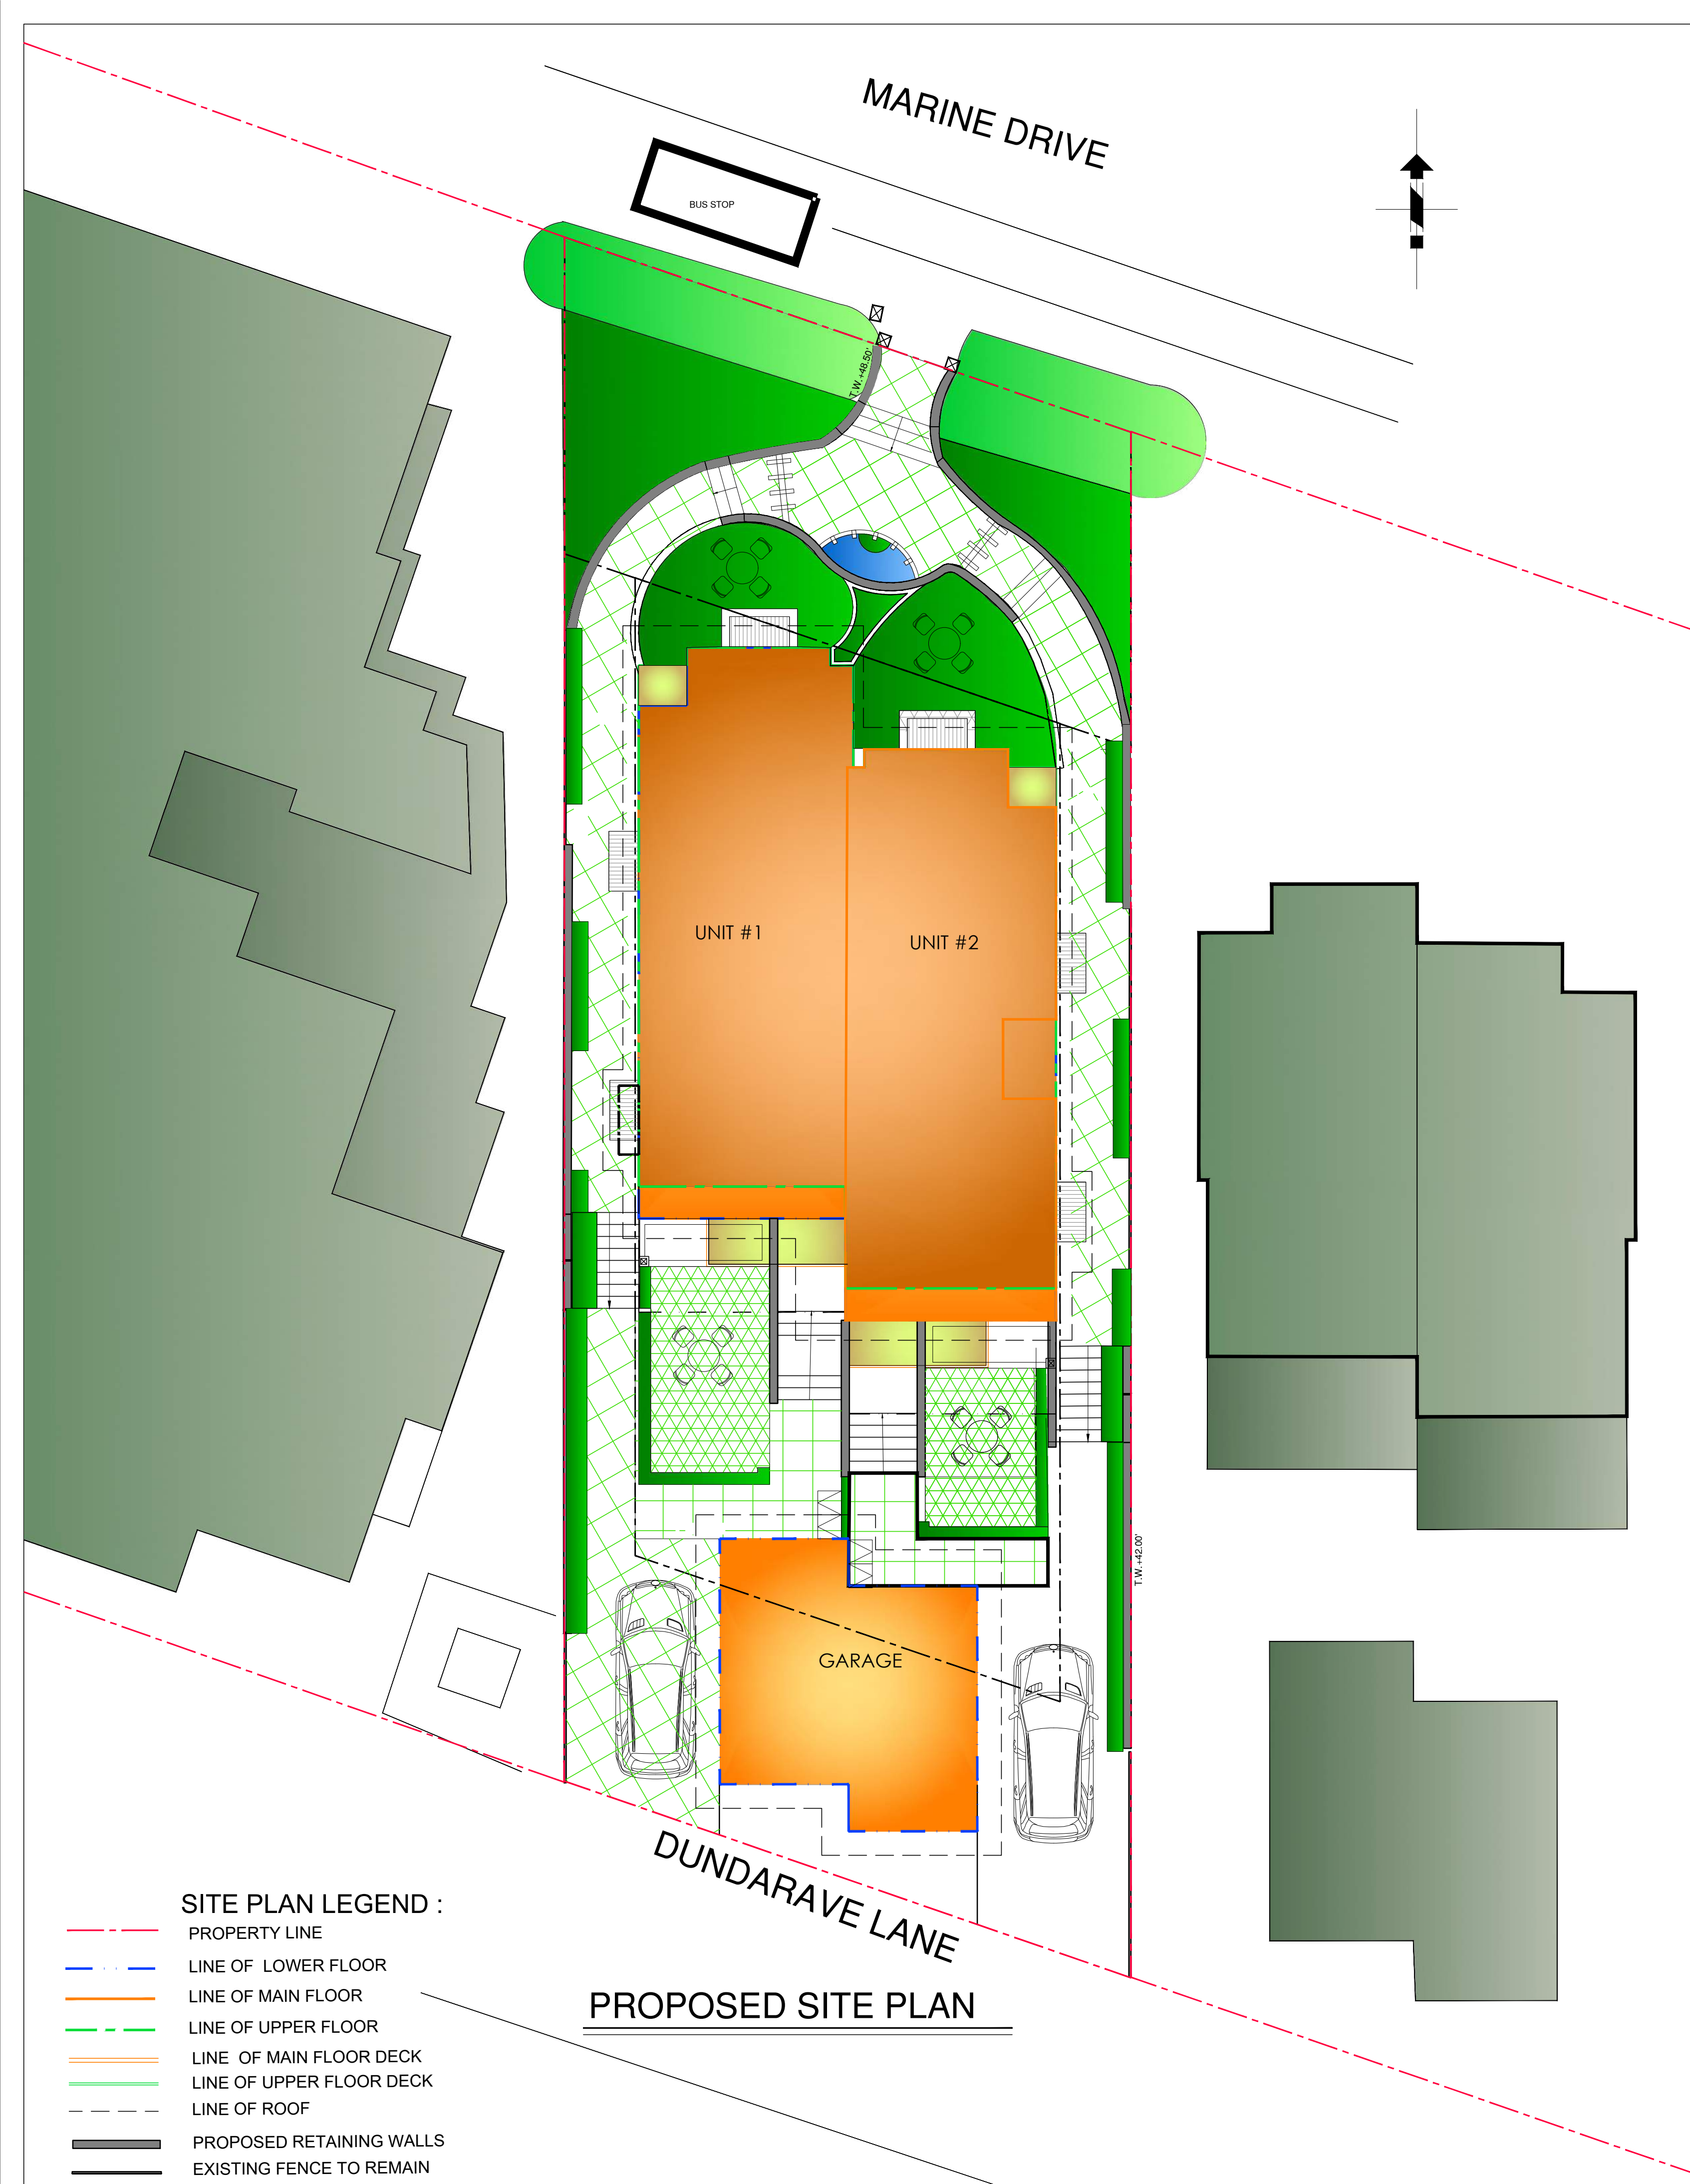 MARINE DRIVE
BUS STOP
T.W.+48.50'
UNIT #1
UNIT #2
T.W.+42.00'
GARAGE
DUNDARAVE LANE
SITE PLAN LEGEND :
PROPERTY LINE
LINE OF LOWER FLOOR
LINE OF MAIN FLOOR
LINE OF UPPER FLOOR
LINE OF MAIN FLOOR DECK
LINE OF UPPER FLOOR DECK
LINE OF ROOF
PROPOSED RETAINING WALLS
EXISTING FENCE TO REMAIN
PROPOSED SITE PLAN